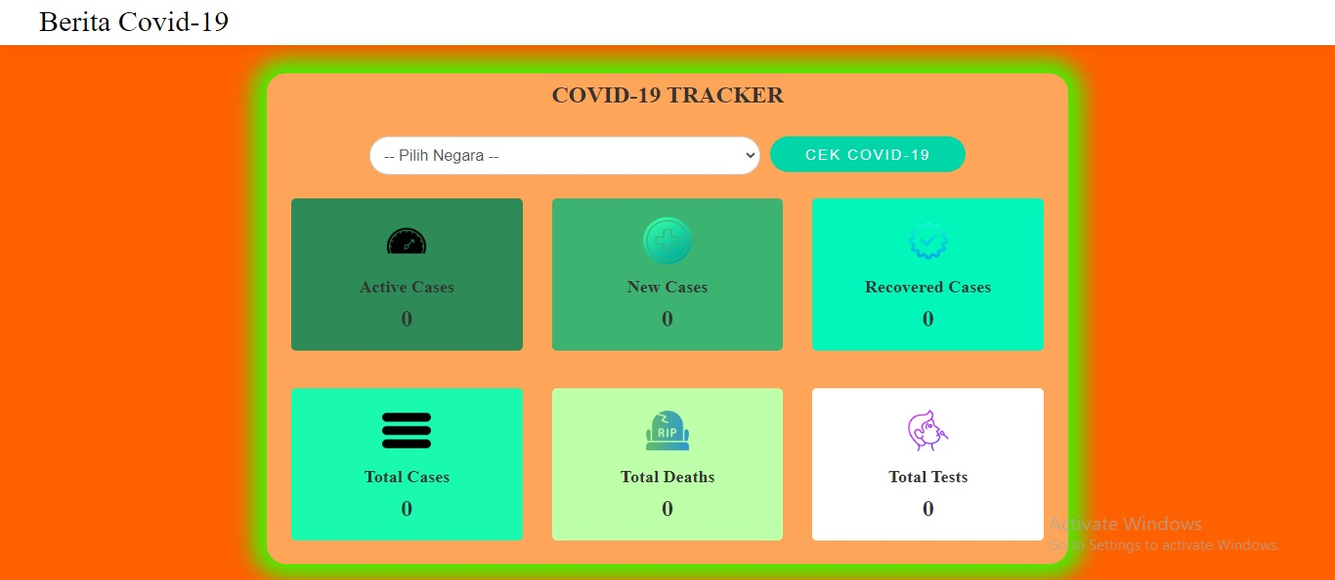 Berita Covid-19
COVID-19 TRACKER
-- Pilih Negara --
CEK COVID-19
Active Cases
0
New Cases
0
Recovered Cases
0
Total Cases
0
RIP
Total Deaths
0
Total Tests
0
Activate Windows
Go to Settings to activate Windows.